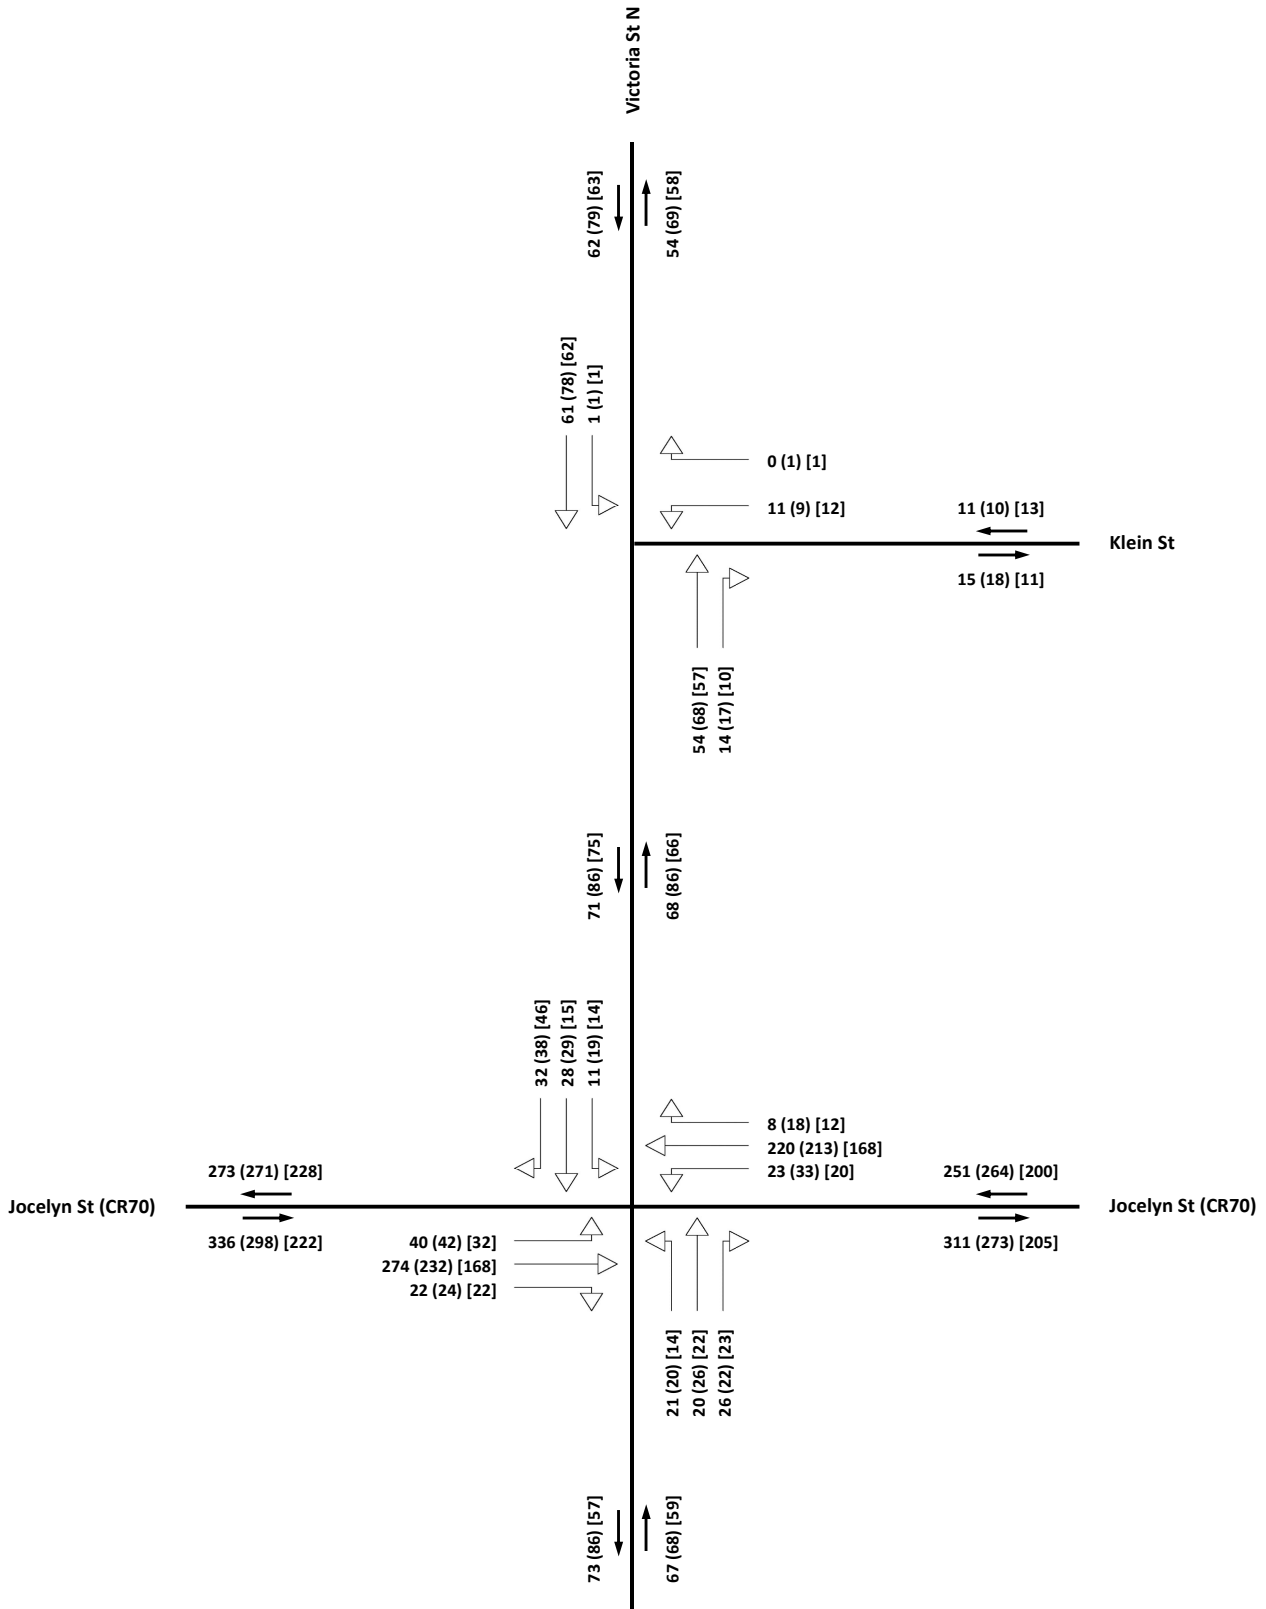 Victoria St N
62 (79) [63]
54 (69) [58]
61 (78) [62]
1 (1) [1]
0 (1) [1]
11 (9) [12]
11 (10) [13]
Klein St
15 (18) [11]
54 (68) [57]
14 (17) [10]
71 (86) [75]
68 (86) [66]
32 (38) [46]
28 (29) [15]
11 (19) [14]
8 (18) [12]
220 (213) [168]
23 (33) [20]
273 (271) [228]
251 (264) [200]
Jocelyn St (CR70)
Jocelyn St (CR70)
336 (298) [222]
40 (42) [32]
274 (232) [168]
22 (24) [22]
311 (273) [205]
21 (20) [14]
20 (26) [22]
26 (22) [23]
73 (86) [57]
67 (68) [59]